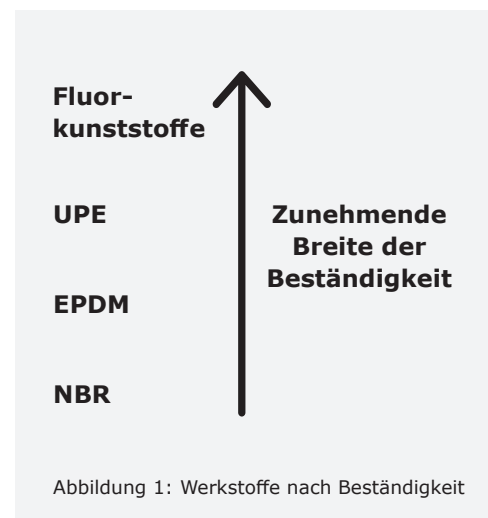 Fluor-
kunststoffe
UPE
Zunehmende
Breite der
Beständigkeit
EPDM
NBR
Abbildung 1: Werkstoffe nach Beständigkeit